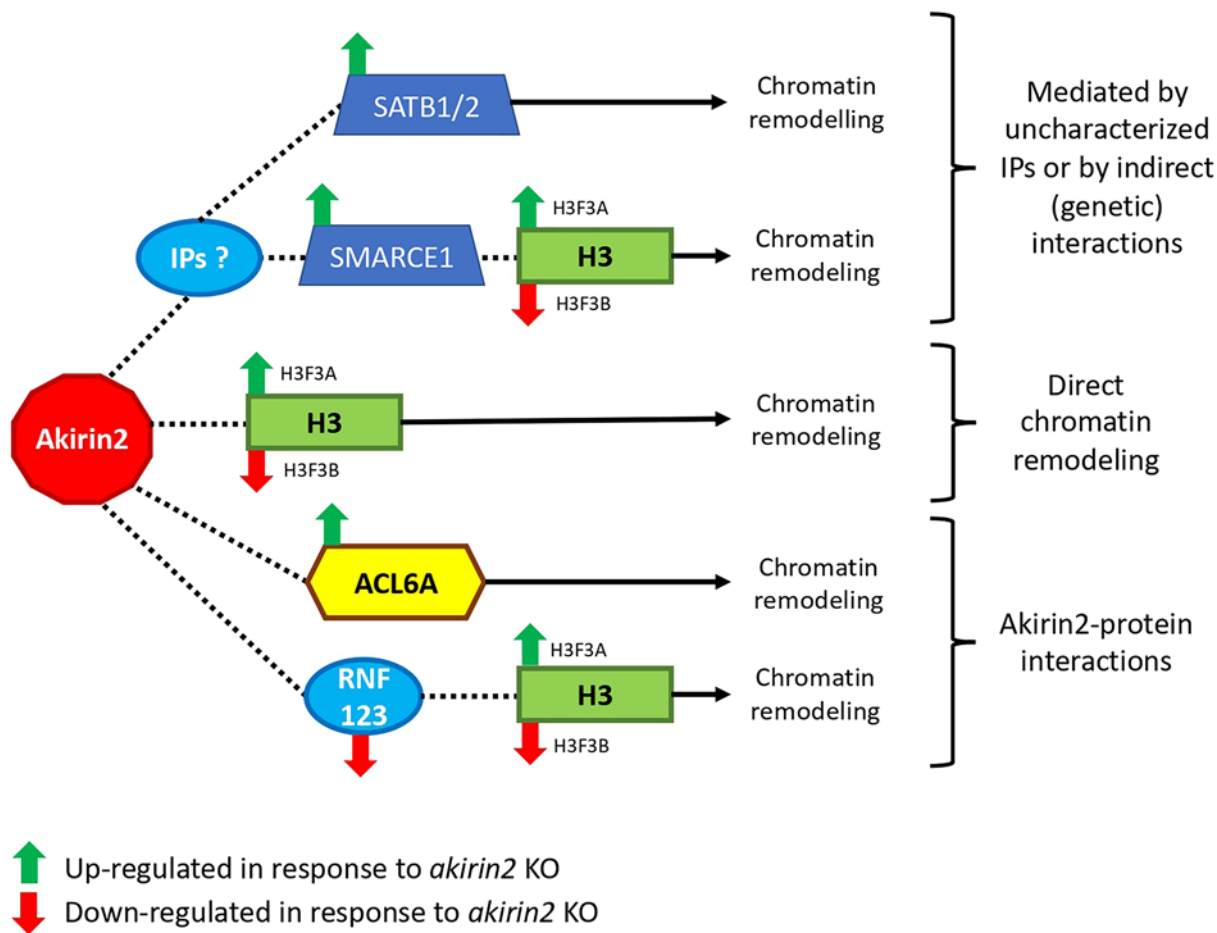 SATB1/2
Chromatin
remodelling
Mediated by
uncharacterized
IPs or by indirect
(genetic)
interactions
IPs ?
SMARCE1
H3F3A
H3
H3F3B
Chromatin
remodeling
Akirin2
H3F3A
H3
H3F3B
Chromatin
remodeling
Direct
chromatin
remodeling
ACL6A
Chromatin
remodeling
Akirin2-protein
interactions
RNF
123
H3F3A
H3
H3F3B
Chromatin
remodeling
Up-regulated in response to akirin2 KO
Down-regulated in response to akirin2 KO